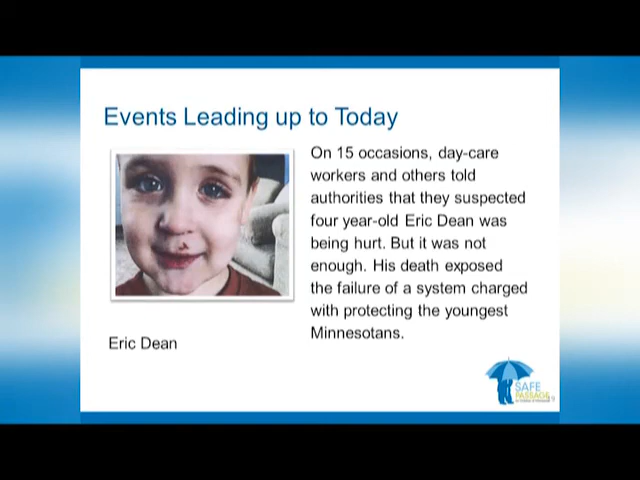 Events Leading up to Today
On 15 occasions, day-care
workers and others told
authorities that they suspected
four year-old Eric Dean was
being hurt. But it was not
enough. His death exposed
the failure of a system charged
with protecting the youngest
Minnesotans.
Eric Dean
SAFE
PASSAGE